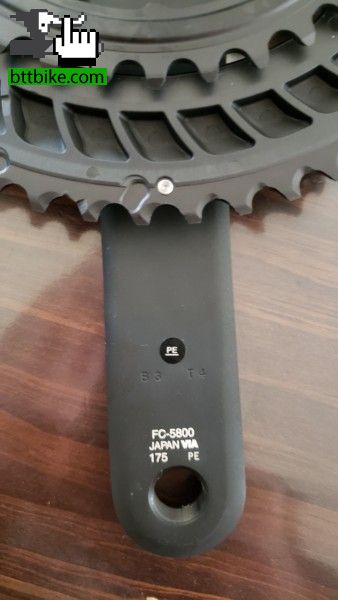 bttbike.com
PE
B3 T4
FC-5800
JAPAN VIA
175 PE